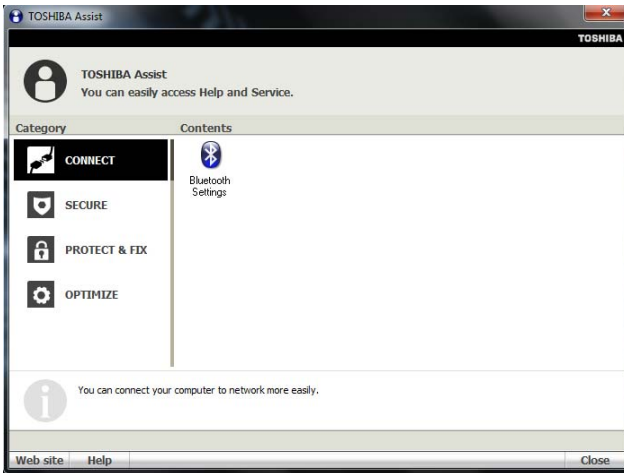 TOSHIBA Assist
TOSHIBA
TOSHIBA Assist
You can easily access Help and Service.
Category
Contents
CONNECT
SECURE
PROTECT & FIX
OPTIMIZE
Bluetooth
Settings
You can connect your computer to network more easily.
Web site
Help
Close